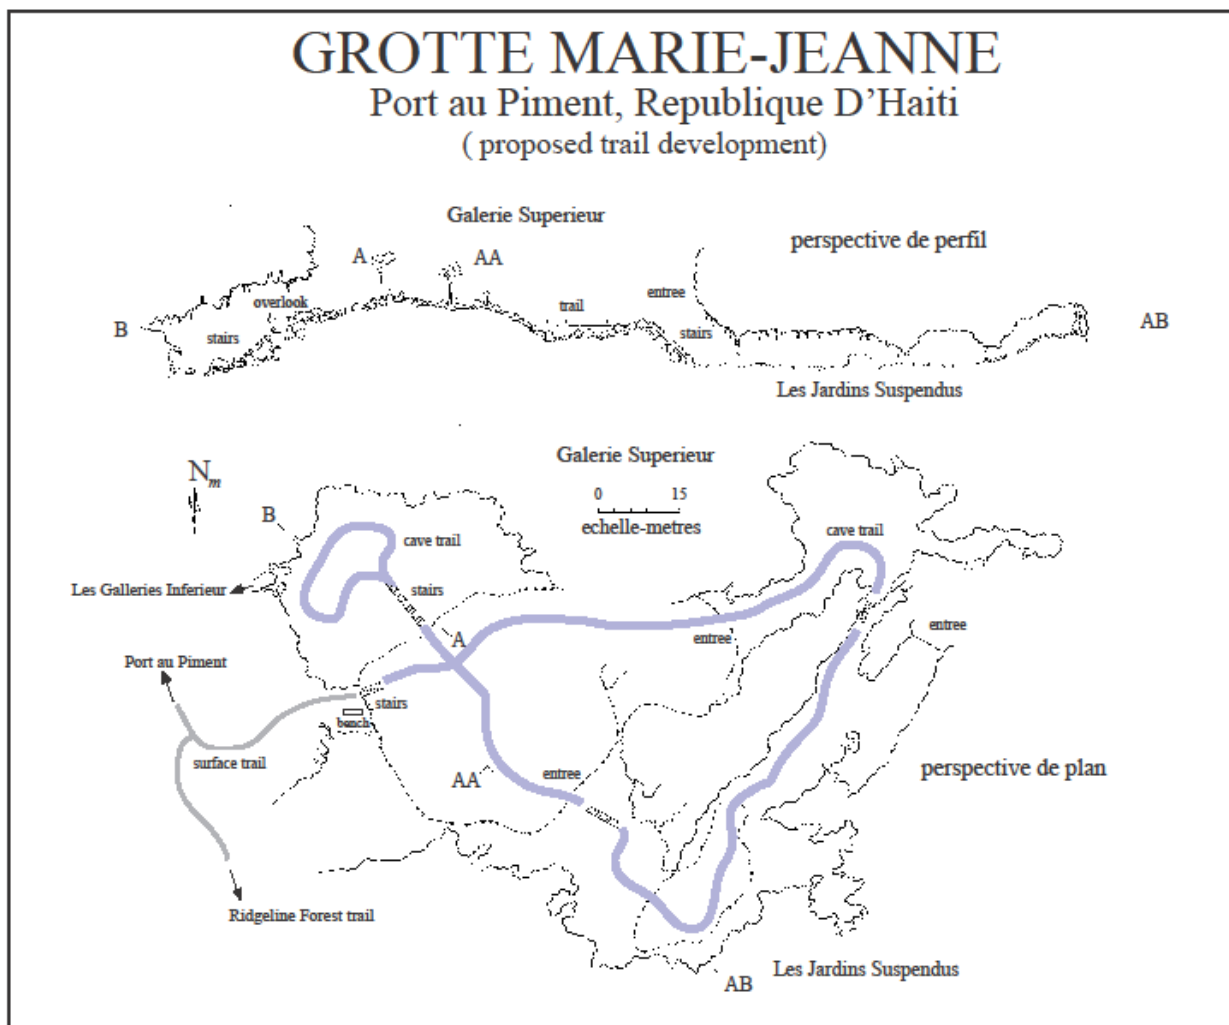 GROTTE MARIE-JEANNE
Port au Piment, Republique D'Haiti
( proposed trail development)
Galerie Superieur
perspective de perfil
A
AA
overlook
trail
entree
B
stairs
stairs
AB
Les Jardins Suspendus
Galerie Superieur
Nm
0 15
echelle-metres
B
cave trail
cave trail
Les Galleries Inferieur
stairs
A
entree
entree
Port au Piment
stairs
bench
surface trail
AA
entree
perspective de plan
Ridgeline Forest trail
AB
Les Jardins Suspendus